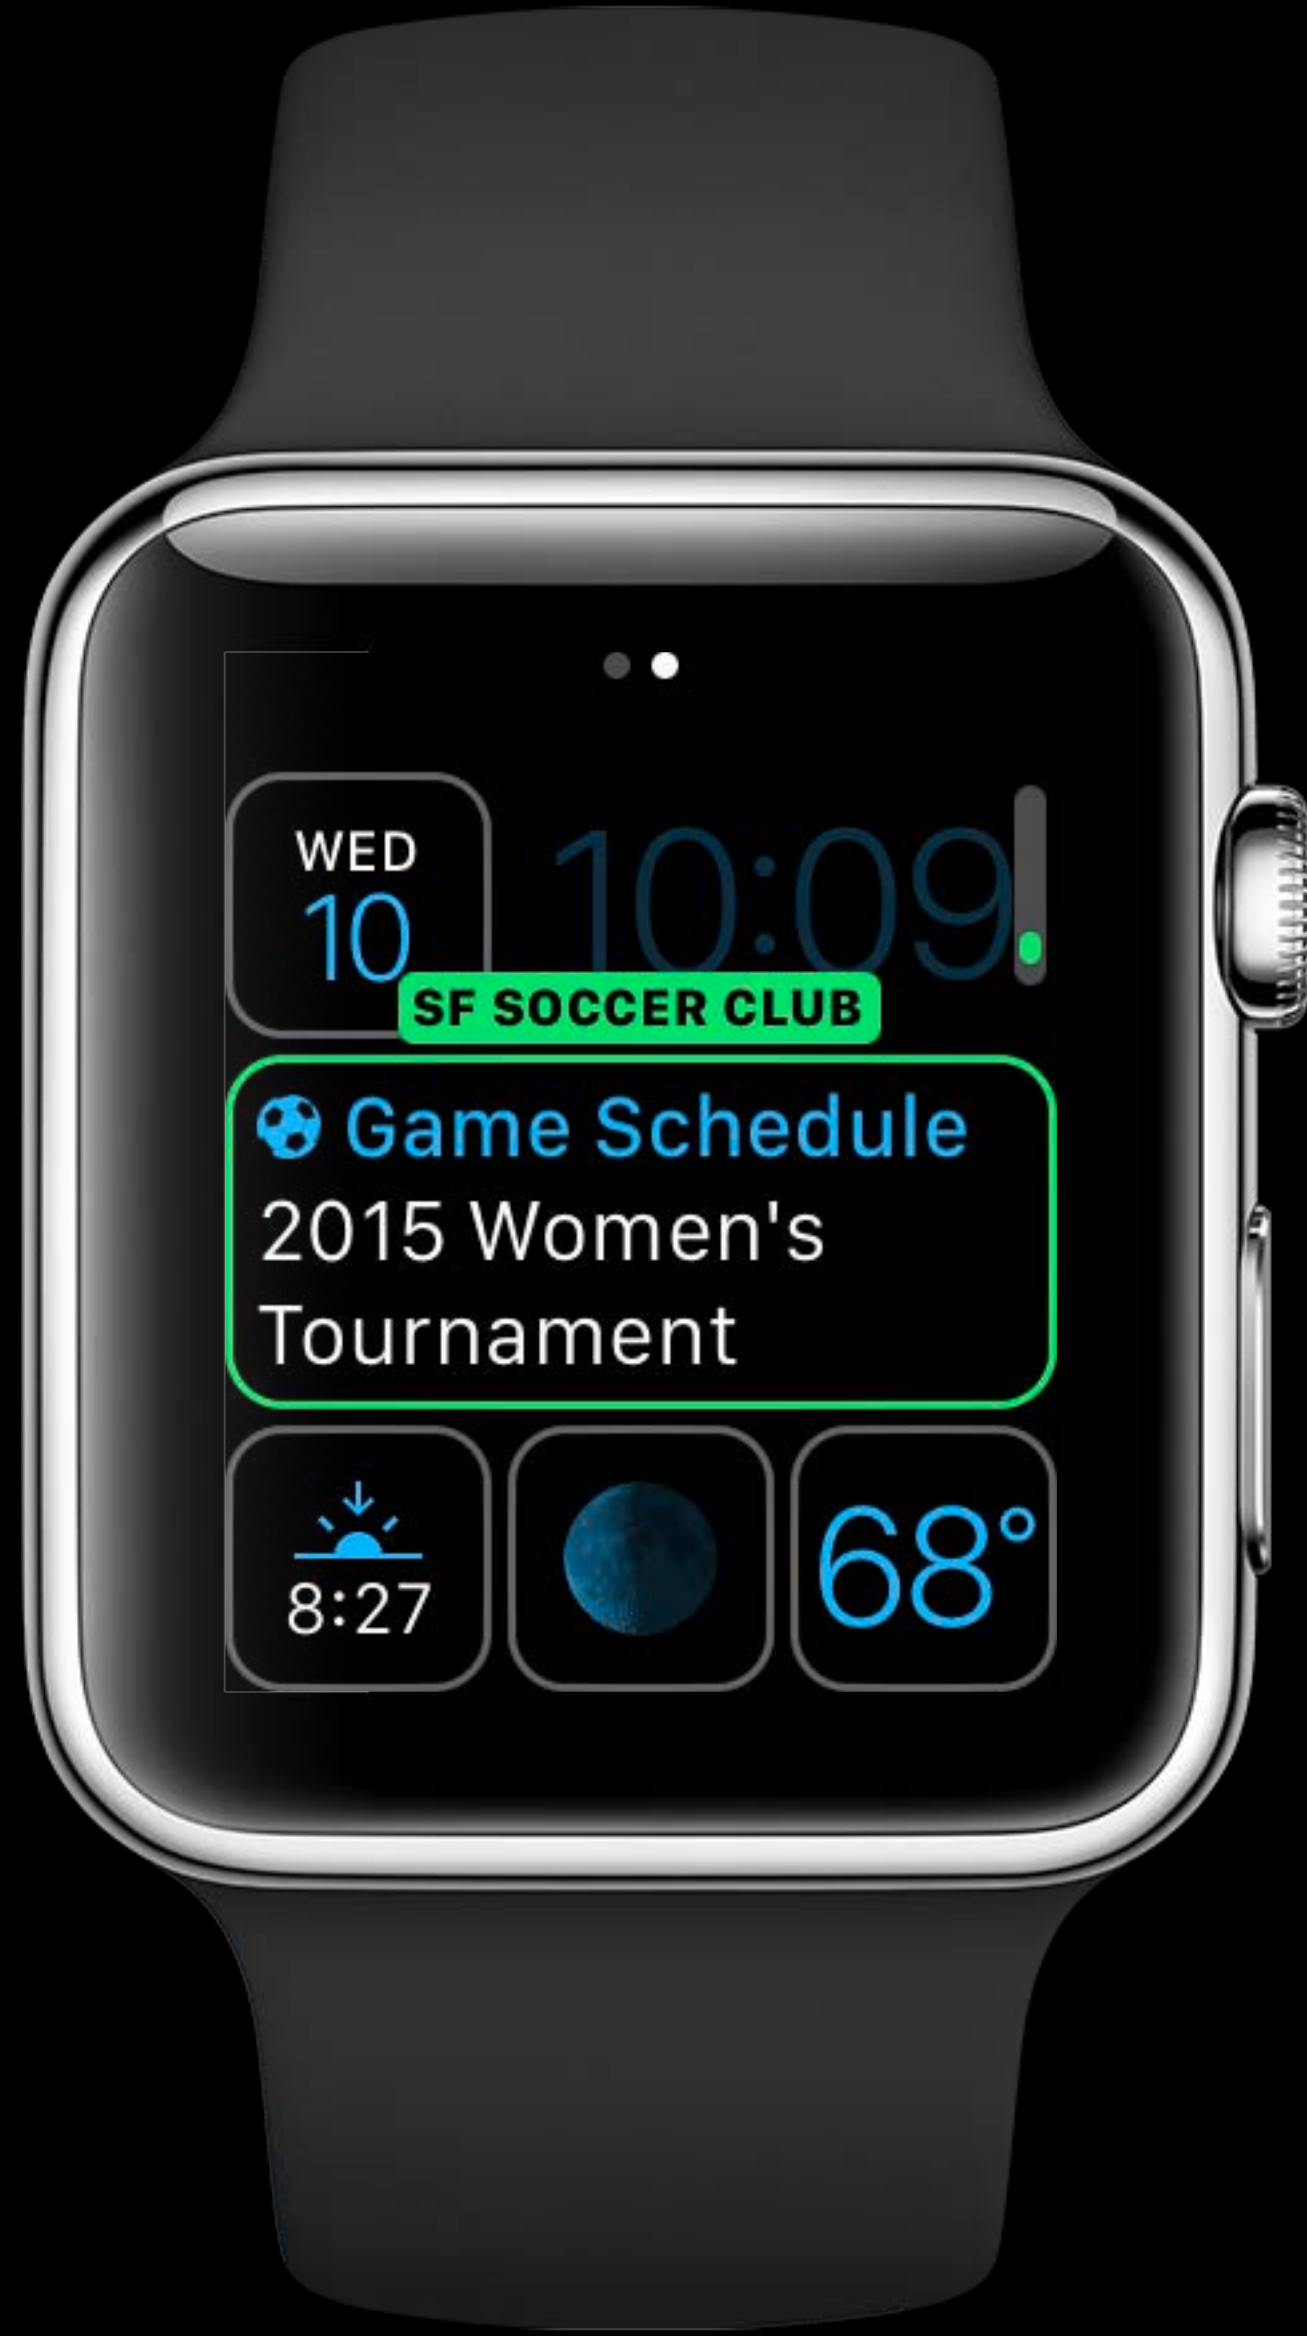 WED
10
10:09
SF SOCCER CLUB
Game Schedule
2015 Women's
Tournament
8:27
68°